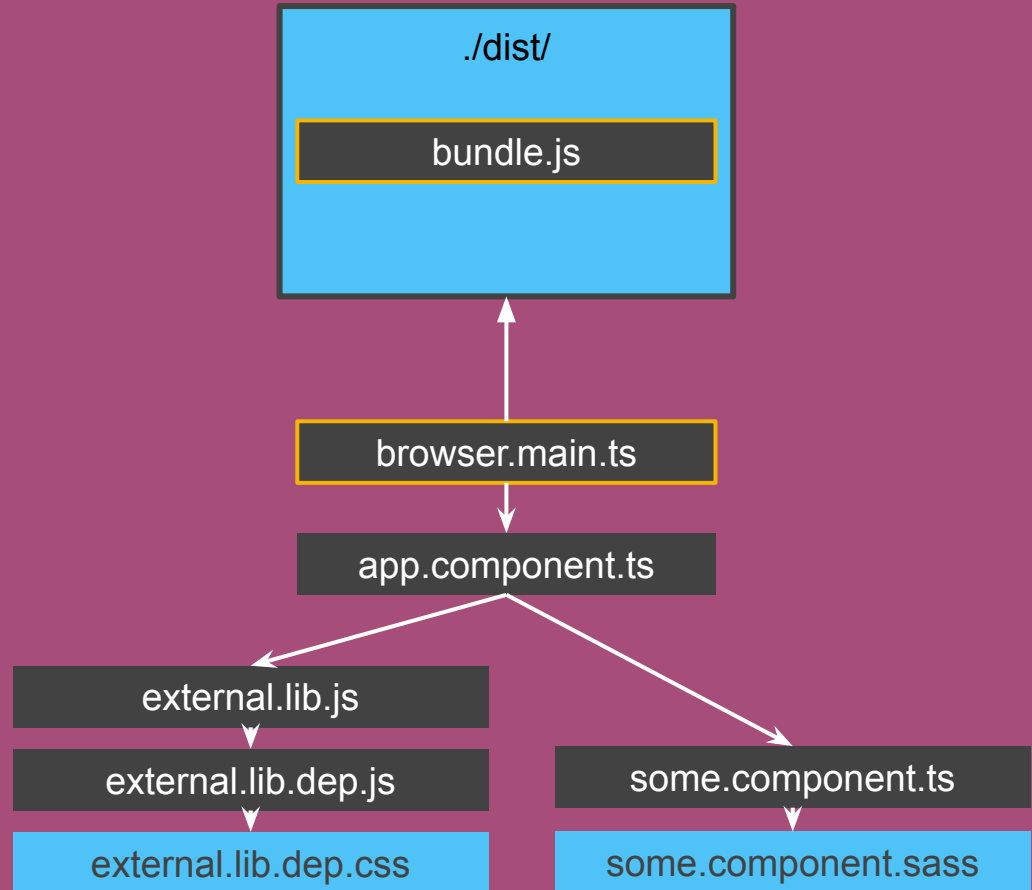 ./dist/
bundle.js
browser.main.ts
app.component.ts
external.lib.js
external.lib.dep.js
some.component.ts
external.lib.dep.css
some.component.sass